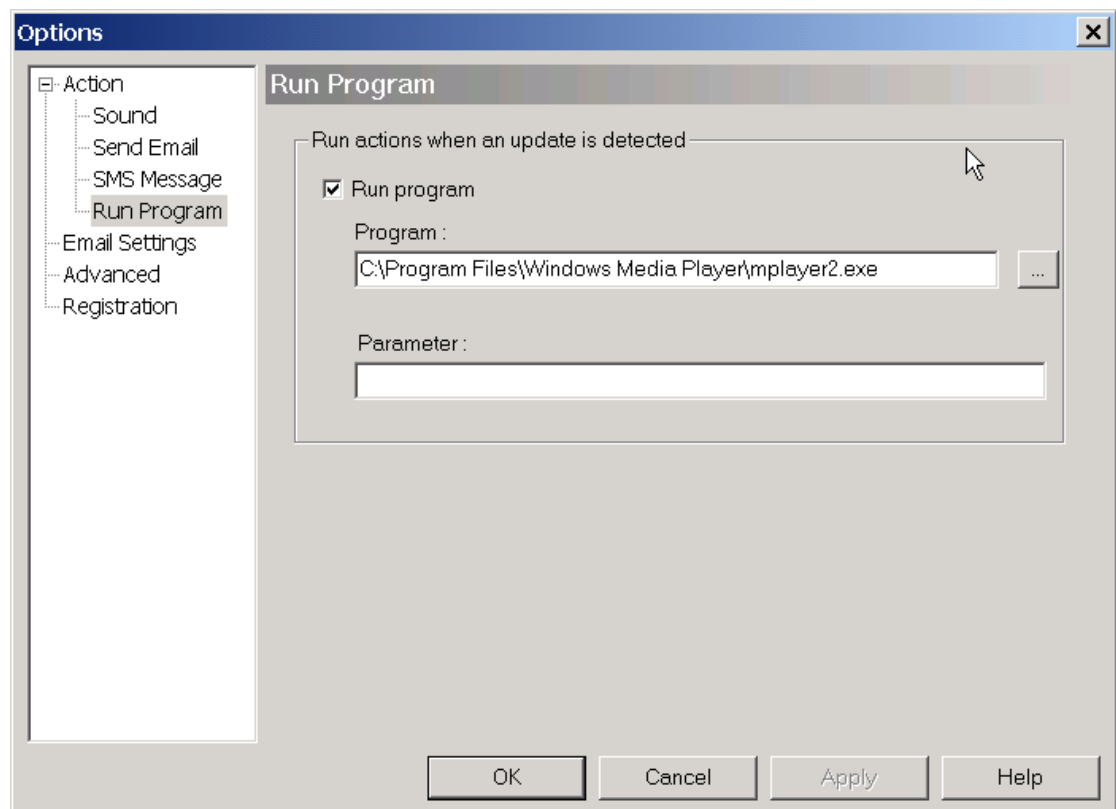 Options
Action
Sound
Send Email
SMS Message
Run Program
Email Settings
Advanced
Registration
Run Program
Run actions when an update is detected
Run program
Program :
C:\Program Files\Windows Media Player\mplayer2.exe
...
Parameter :
OK
Cancel
Apply
Help